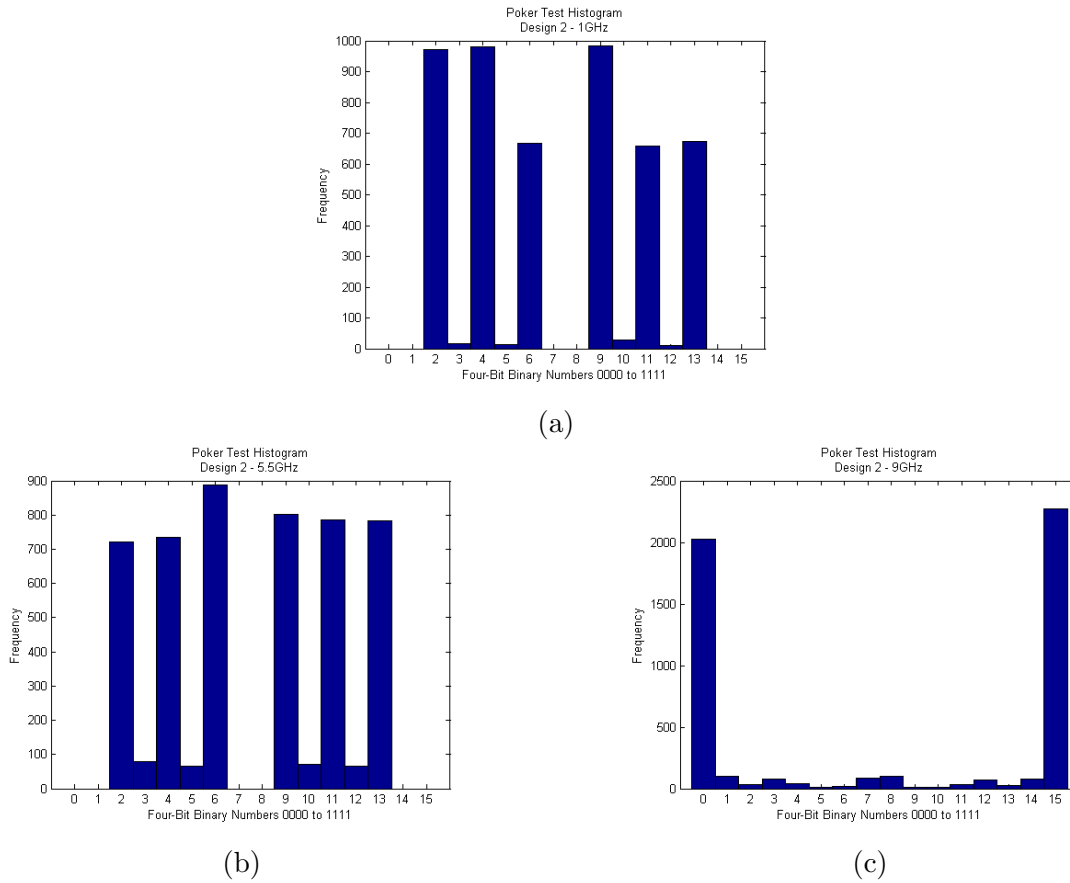 Poker Test Histogram
Design 2 - 1GHz
1000
900
800
700
600
500
400
300
200
100
0
Frequency
0 1 2 3 4 5 6 7 8 9 10 11 12 13 14 15
Four-Bit Binary Numbers 0000 to 1111
(a)
Poker Test Histogram
Design 2 - 5.5GHz
900
800
700
600
500
400
300
200
100
0
Frequency
0 1 2 3 4 5 6 7 8 9 10 11 12 13 14 15
Four-Bit Binary Numbers 0000 to 1111
(b)
Poker Test Histogram
Design 2 - 9GHz
2500
2000
1500
1000
500
0
Frequency
0 1 2 3 4 5 6 7 8 9 10 11 12 13 14 15
Four-Bit Binary Numbers 0000 to 1111
(c)